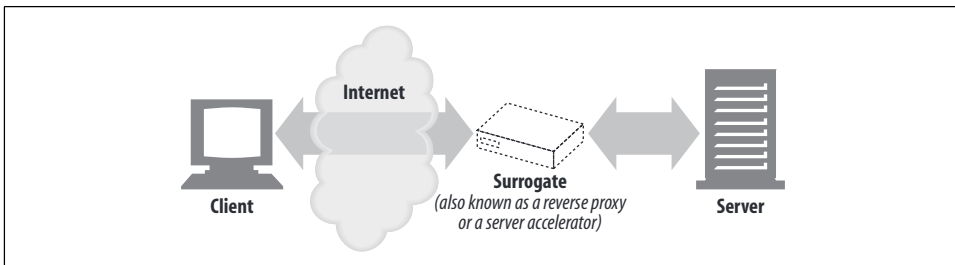 Internet
Client
Surrogate
(also known as a reverse proxy
or a server accelerator)
Server